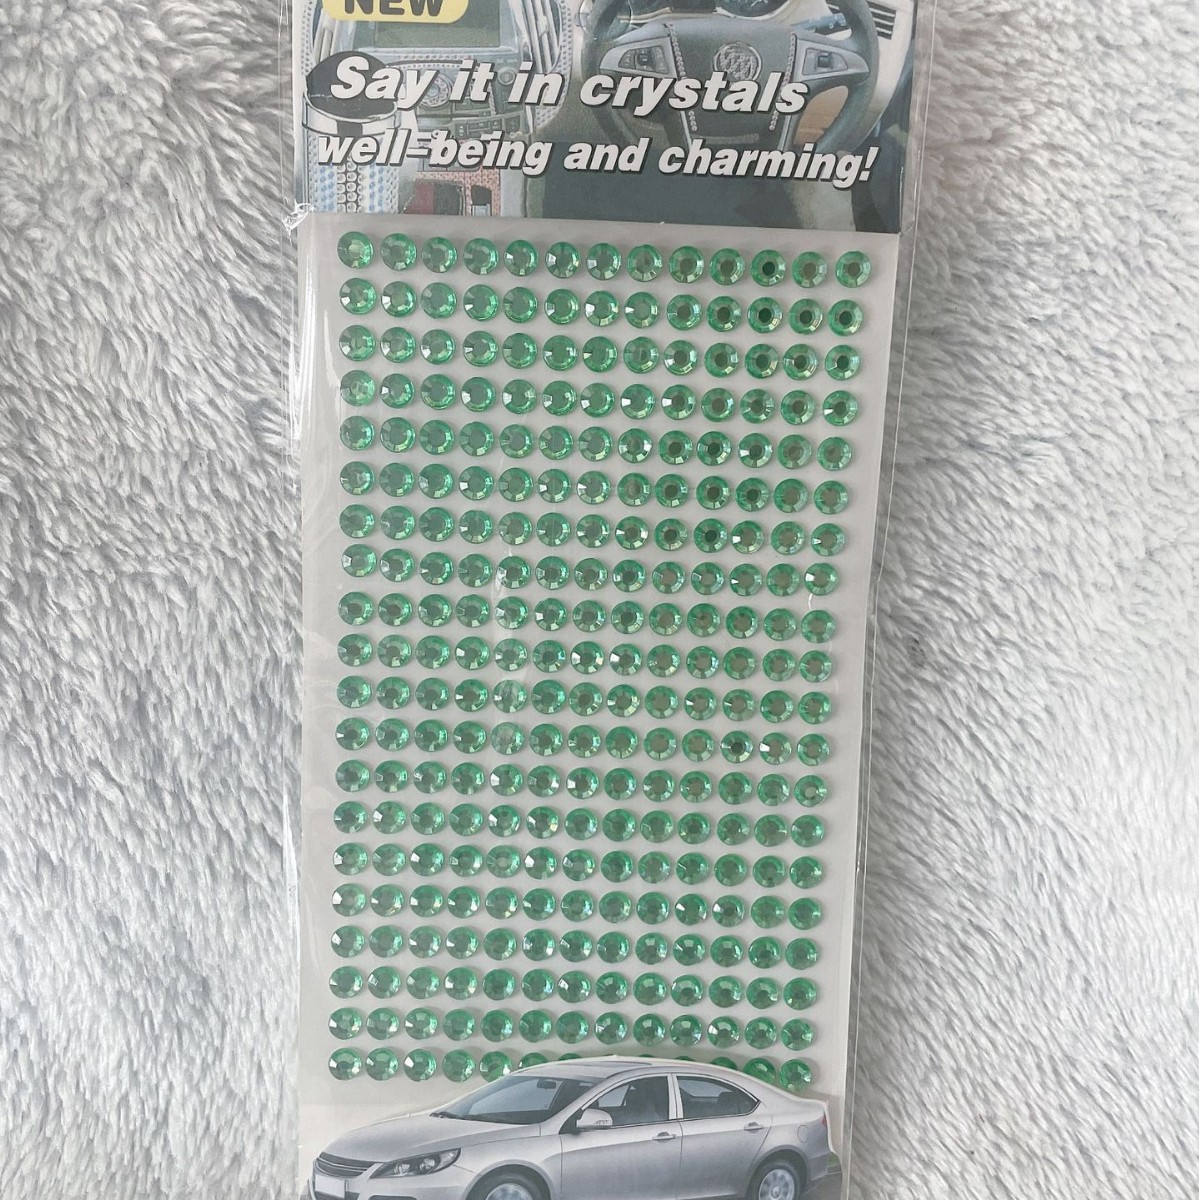 NEW
Say it in crystals
well-being and charming!